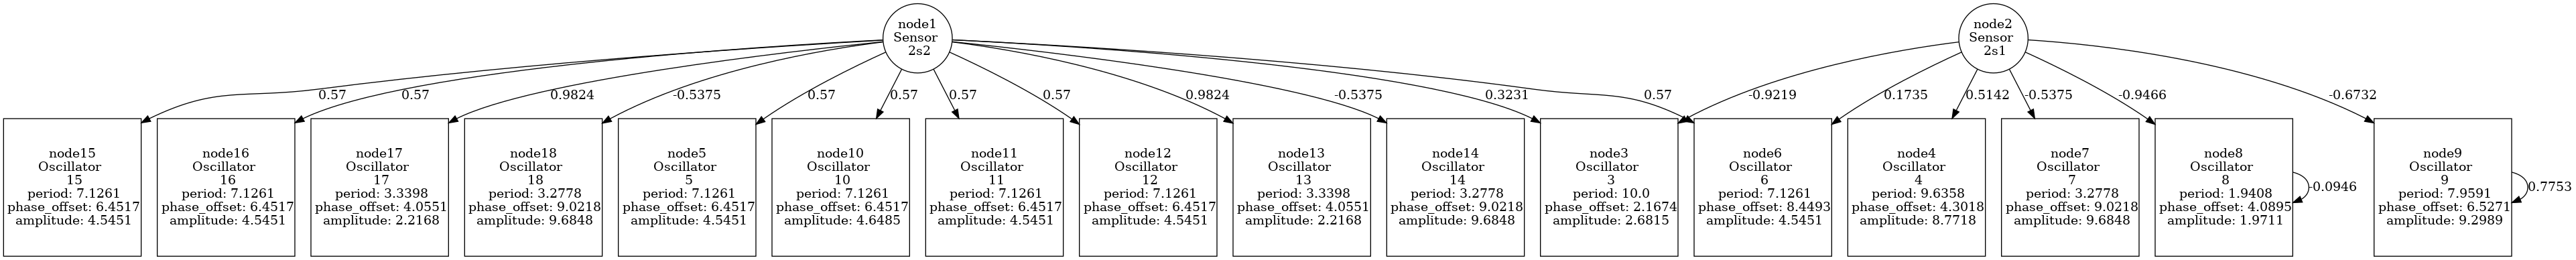 node1
Sensor
2s2
node2
Sensor
2s1
0.57
0.57
0.9824
-0.5375
0.57
0.57
0.57
0.57
0.9824
-0.5375
0.3231
0.57
-0.9219
0.1735
0.5142
-0.5375
-0.9466
-0.6732
node15
Oscillator
15
period: 7.1261
phase_offset: 6.4517
amplitude: 4.5451
node16
Oscillator
16
period: 7.1261
phase_offset: 6.4517
amplitude: 4.5451
node17
Oscillator
17
period: 3.3398
phase_offset: 4.0551
amplitude: 2.2168
node18
Oscillator
18
period: 3.2778
phase_offset: 9.0218
amplitude: 9.6848
node5
Oscillator
5
period: 7.1261
phase_offset: 6.4517
amplitude: 4.5451
node10
Oscillator
10
period: 7.1261
phase_offset: 6.4517
amplitude: 4.6485
node11
Oscillator
11
period: 7.1261
phase_offset: 6.4517
amplitude: 4.5451
node12
Oscillator
12
period: 7.1261
phase_offset: 6.4517
amplitude: 4.5451
node13
Oscillator
13
period: 3.3398
phase_offset: 4.0551
amplitude: 2.2168
node14
Oscillator
14
period: 3.2778
phase_offset: 9.0218
amplitude: 9.6848
node3
Oscillator
3
period: 10.0
phase_offset: 2.1674
amplitude: 2.6815
node6
Oscillator
6
period: 7.1261
phase_offset: 8.4493
amplitude: 4.5451
node4
Oscillator
4
period: 9.6358
phase_offset: 4.3018
amplitude: 8.7718
node7
Oscillator
7
period: 3.2778
phase_offset: 9.0218
amplitude: 9.6848
node8
Oscillator
8
period: 1.9408
phase_offset: 4.0895
amplitude: 1.9711
-0.0946
node9
Oscillator
9
period: 7.9591
phase_offset: 6.5271
amplitude: 9.2989
0.7753